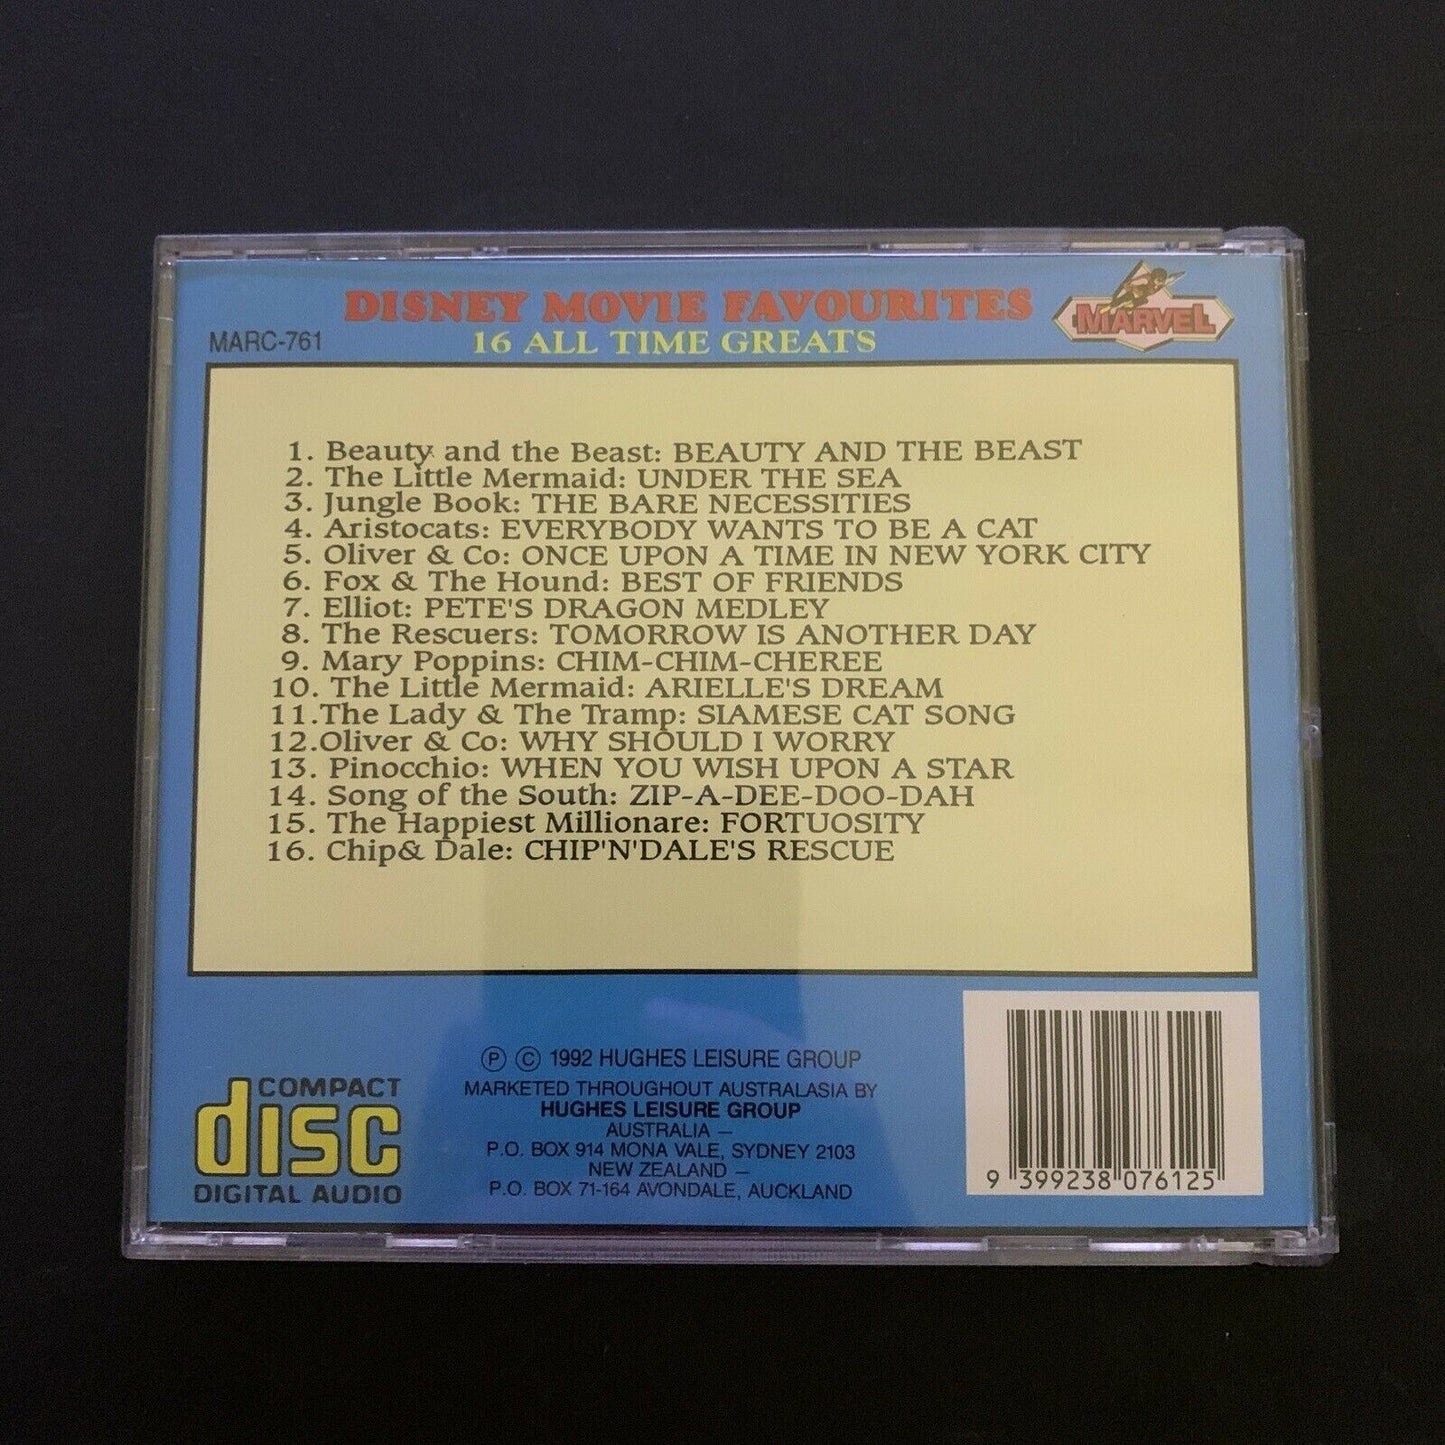 DISNEY MOVIE FAVOURITES
MARC-761
16 ALL TIME GREATS
MARVEL
1. Beauty and the Beast: BEAUTY AND THE BEAST
2. The Little Mermaid: UNDER THE SEA
3. Jungle Book: THE BARE NECESSITIES
4. Aristocats: EVERYBODY WANTS TO BE A CAT
5. Oliver & Co: ONCE UPON A TIME IN NEW YORK CITY
6. Fox & The Hound: BEST OF FRIENDS
7. Elliot: PETE'S DRAGON MEDLEY
8. The Rescuers: TOMORROW IS ANOTHER DAY
9. Mary Poppins: CHIM-CHIM-CHEREE
10. The Little Mermaid: ARIELLE'S DREAM
11.The Lady & The Tramp: SIAMESE CAT SONG
12.Oliver & Co: WHY SHOULD I WORRY
13. Pinocchio: WHEN YOU WISH UPON A STAR
14. Song of the South: ZIP-A-DEE-DOO-DAH
15. The Happiest Millionare: FORTUOSITY
16. Chip& Dale: CHIP'N'DALE'S RESCUE
COMPACT
disc
DIGITAL AUDIO
Ⓟ © 1992 HUGHES LEISURE GROUP
MARKETED THROUGHOUT AUSTRALASIA BY
HUGHES LEISURE GROUP
AUSTRALIA –
P.O. BOX 914 MONA VALE, SYDNEY 2103
NEW ZEALAND –
P.O. BOX 71-164 AVONDALE, AUCKLAND
9 399238 076125